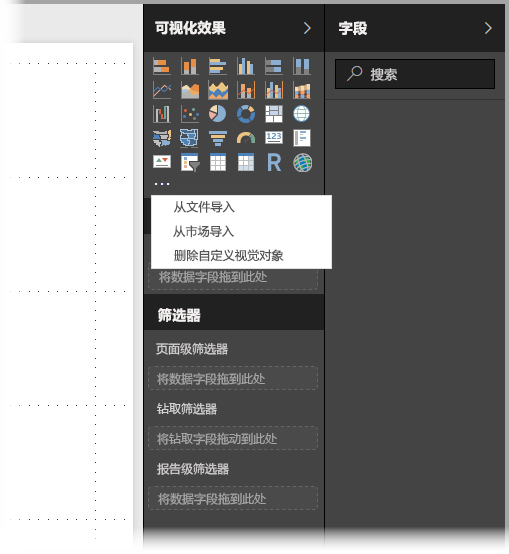 可视化效果
字段
搜索
123
R
从文件导入
从市场导入
删除自定义视觉对象
将数据字段拖到此处
筛选器
页面级筛选器
将数据字段拖到此处
钻取筛选器
将钻取字段拖动到此处
报告级筛选器
将数据字段拖到此处